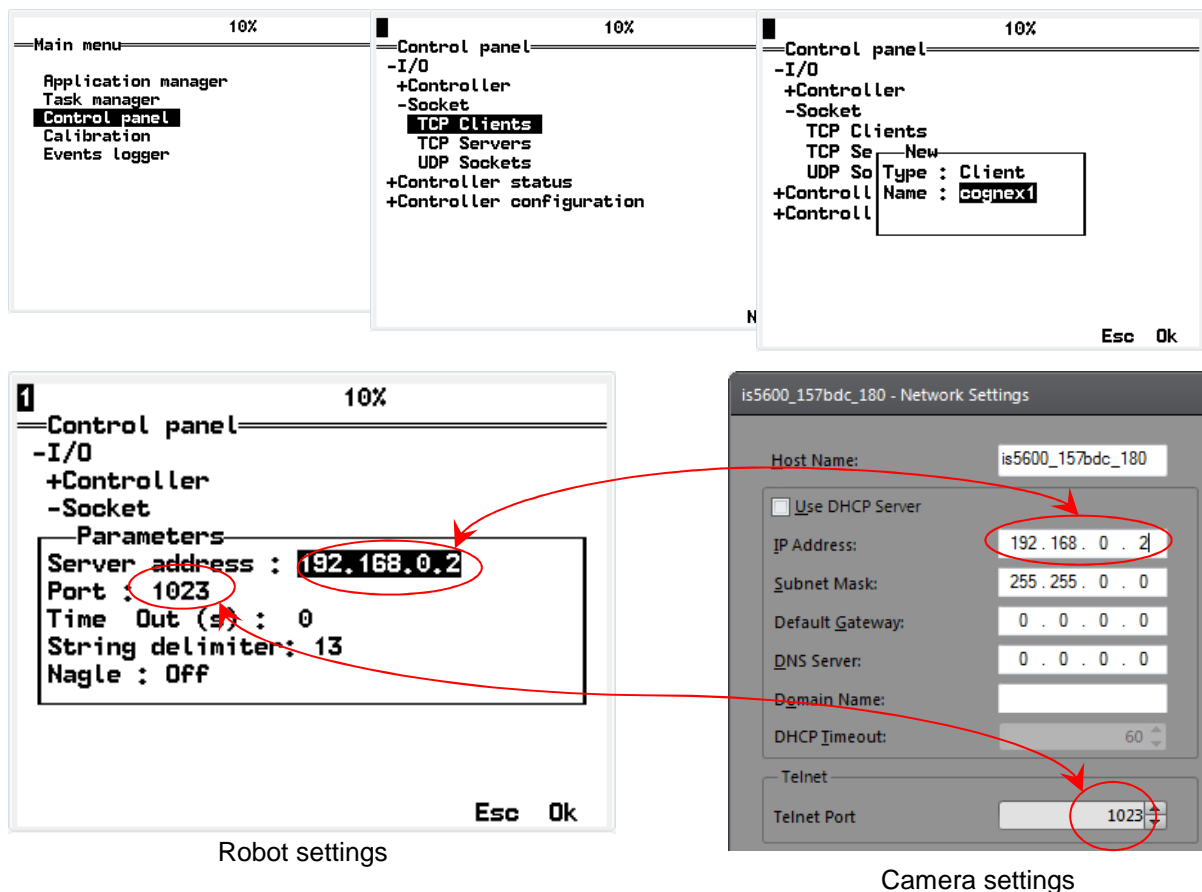 10%
Main menu
Application manager
Task manager
Control panel
Calibration
Events logger
10%
Control panel
-I/O
+Controller
-Socket
TCP Clients
TCP Servers
UDP Sockets
+Controller status
+Controller configuration
N
10%
Control panel
-I/O
+Controller
-Socket
TCP Clients
TCP Se
UDP So
+Controll
+Controll
New
Type : Client
Name : cognex1
Esc Ok
1 10%
Control panel
-I/O
+Controller
-Socket
Parameters
Server address : 192.168.0.2
Port : 1023
Time Out (s) : 0
String delimiter: 13
Nagle : Off
Esc Ok
Robot settings
is5600_157bdc_180 - Network Settings
Host Name: is5600_157bdc_180
Use DHCP Server
IP Address: 192 . 168 . 0 . 2
Subnet Mask: 255 . 255 . 0 . 0
Default Gateway: 0 . 0 . 0 . 0
DNS Server: 0 . 0 . 0 . 0
Domain Name:
DHCP Timeout: 60
Telnet
Telnet Port 1023
Camera settings